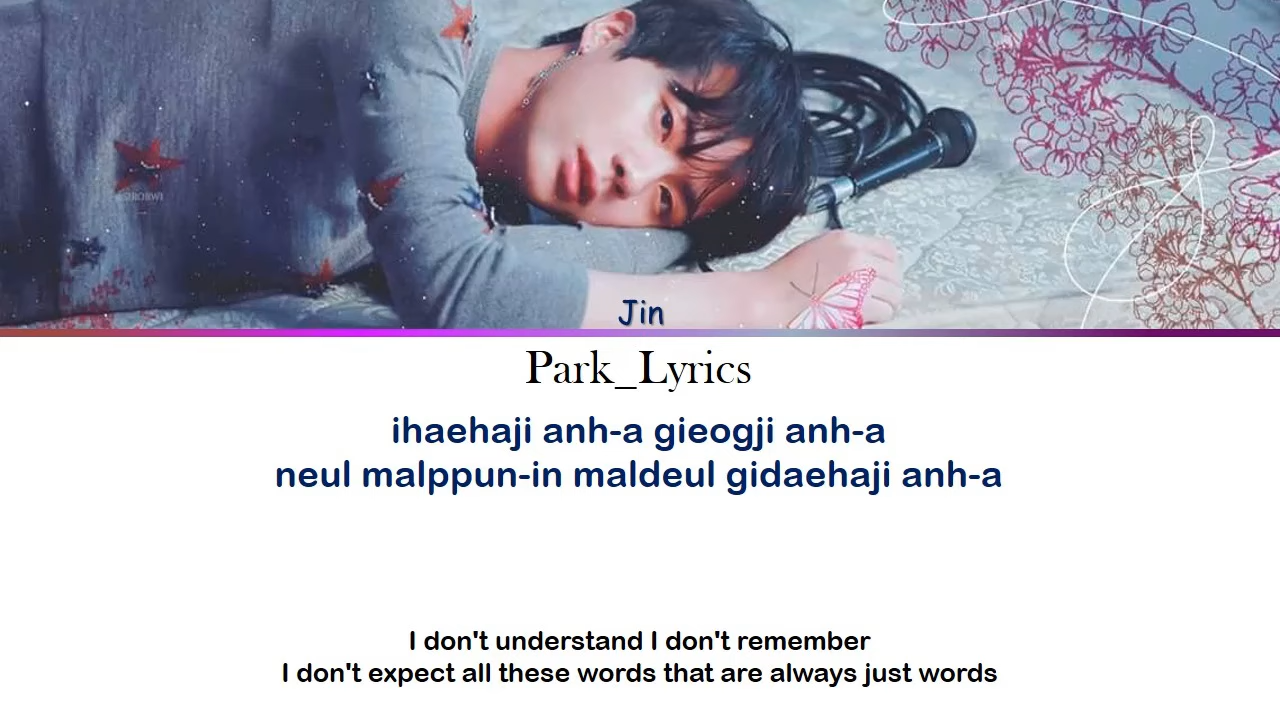 Jin
Park_Lyrics
ihaehaji anh-a gieogji anh-a
neul malppun-in maldeul gidaehaji anh-a
I don't understand I don't remember
I don't expect all these words that are always just words